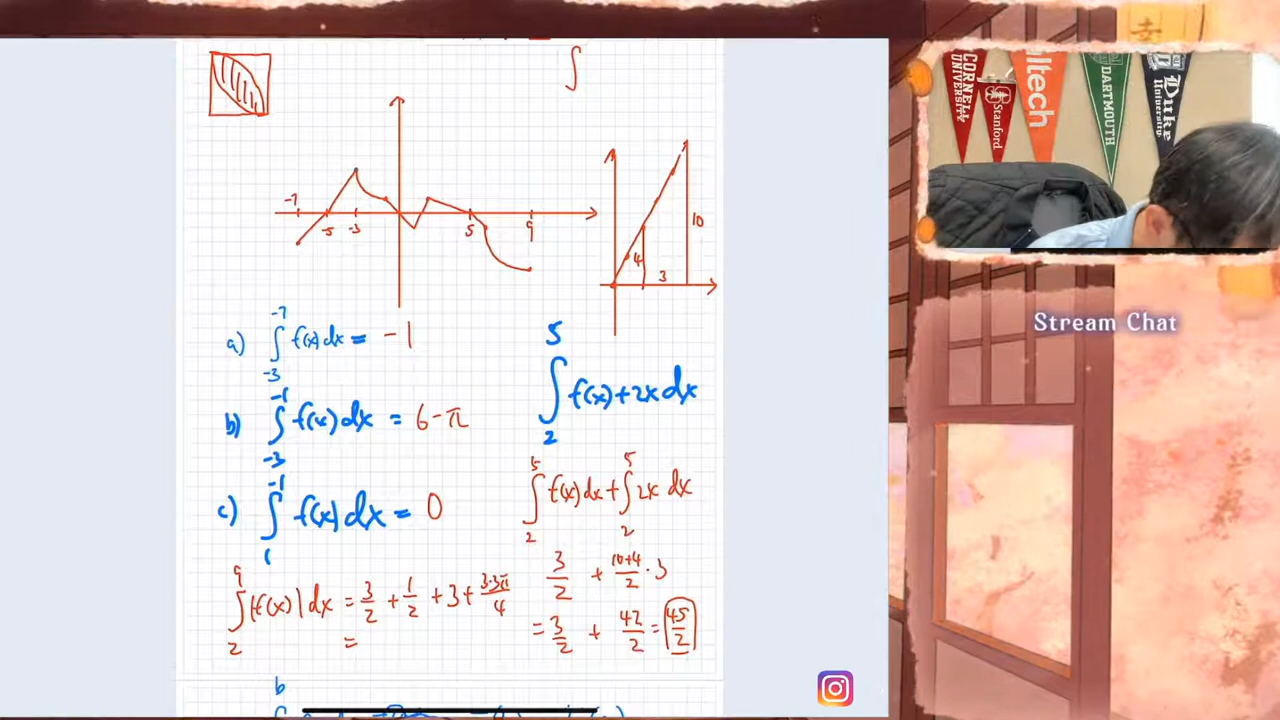 ∫
-7 -5 -3 5 9
10
4
3
a) ∫_{-3}^{-7} f(x) dx = -1
b) ∫_{-3}^{-1} f(x) dx = 6-π
c) ∫_{1}^{-1} f(x) dx = 0
∫_{2}^{9} |f(x)| dx = 3/2 + 1/2 + 3 + 3·3π/4
=
∫_{2}^{5} f(x)+2x dx
∫_{2}^{5} f(x) dx + ∫_{2}^{5} 2x dx
3/2 + 10+4/2 · 3
= 3/2 + 42/2 = 45/2
b
CORNELL UNIVERSITY
Stanford
ltech
DARTMOUTH
Duke University
幸
Stream Chat